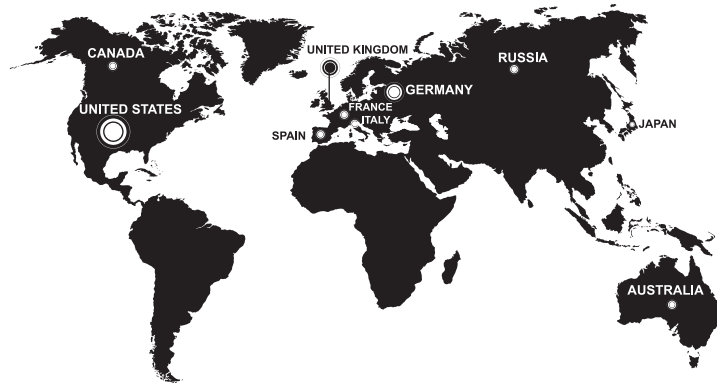 CANADA
UNITED KINGDOM
RUSSIA
GERMANY
UNITED STATES
FRANCE
ITALY
JAPAN
SPAIN
AUSTRALIA